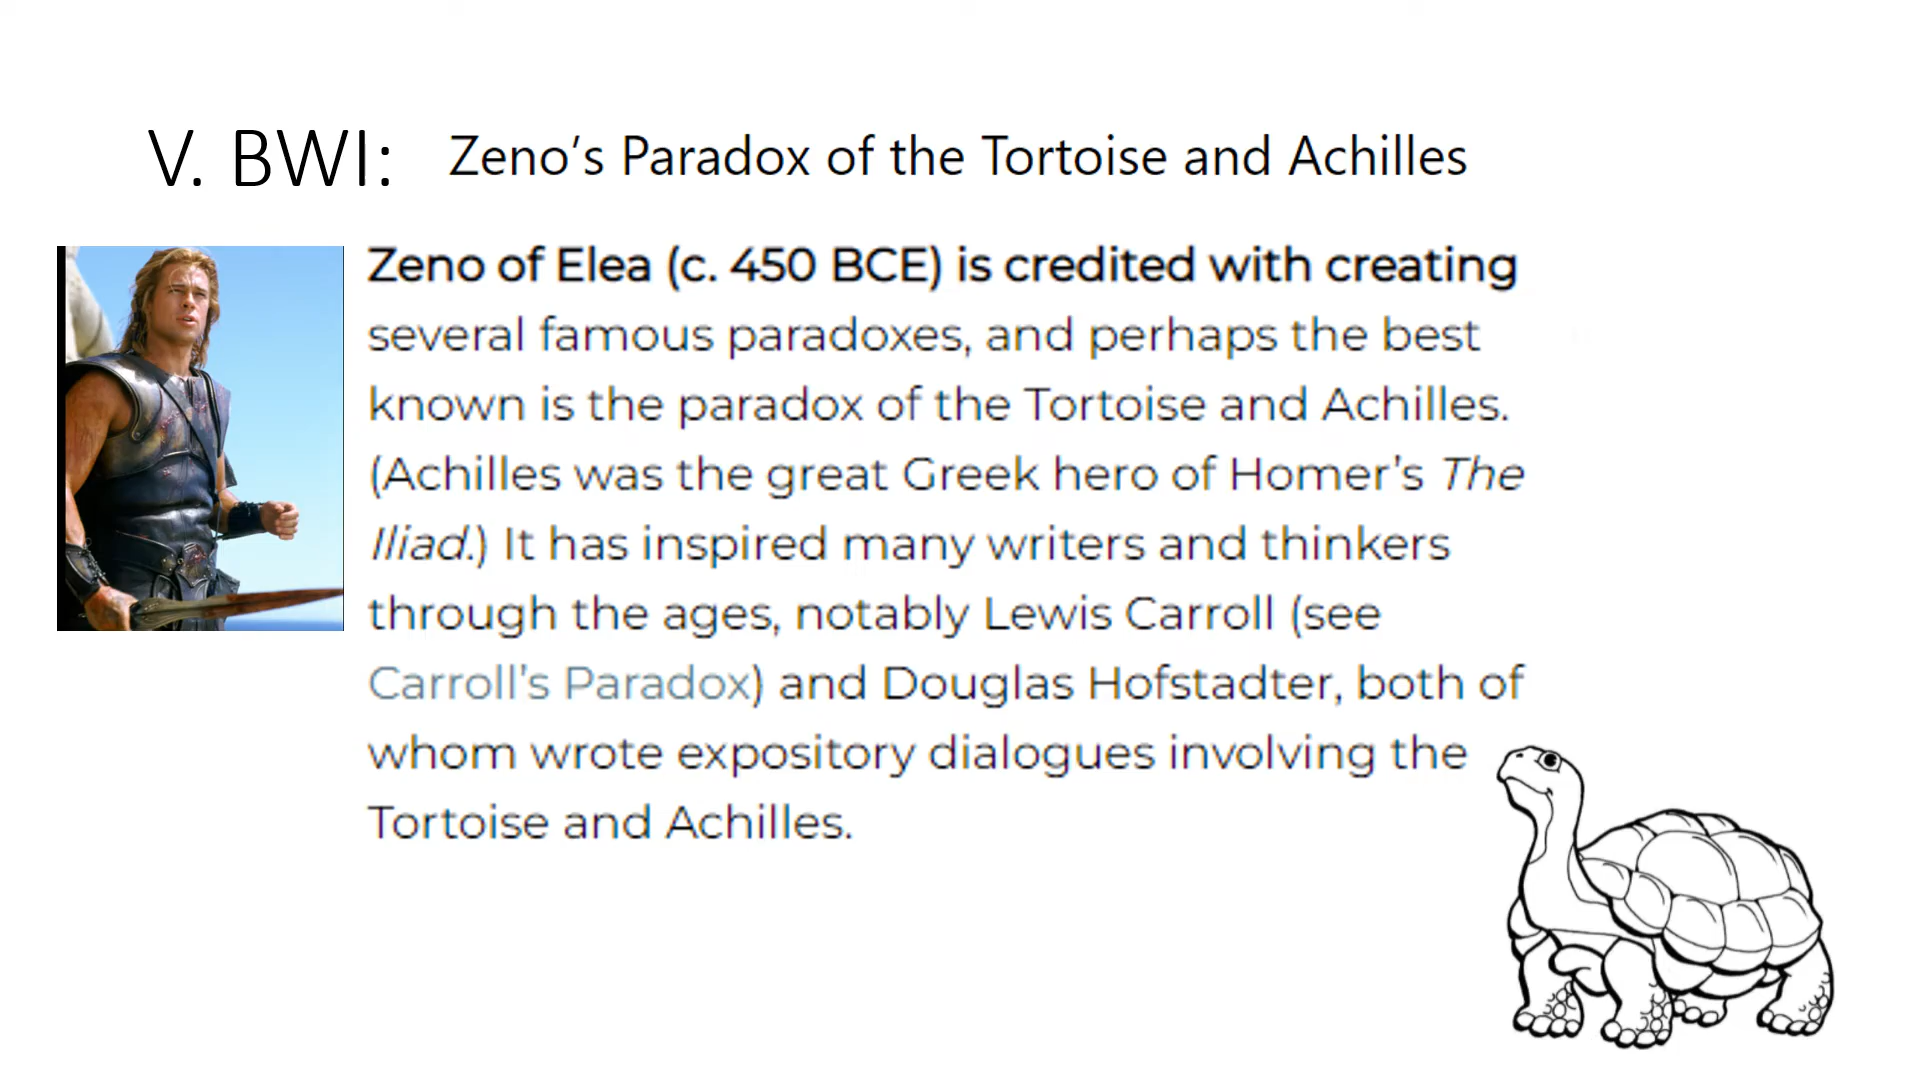 V. BWI: Zeno's Paradox of the Tortoise and Achilles
Zeno of Elea (c. 450 BCE) is credited with creating
several famous paradoxes, and perhaps the best
known is the paradox of the Tortoise and Achilles.
(Achilles was the great Greek hero of Homer's The
Iliad.) It has inspired many writers and thinkers
through the ages, notably Lewis Carroll (see
Carroll's Paradox) and Douglas Hofstadter, both of
whom wrote expository dialogues involving the
Tortoise and Achilles.